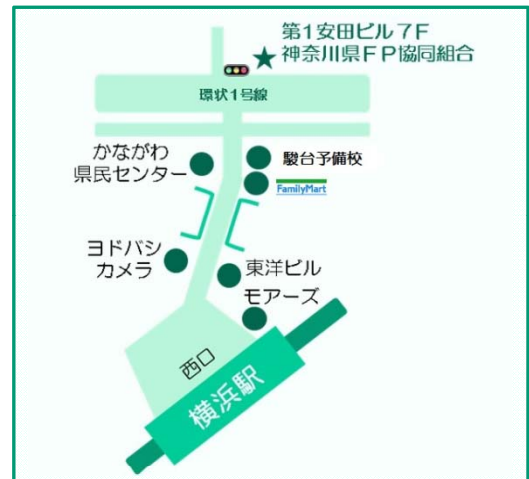 第1安田ビル7F
神奈川県FP協同組合
環状1号線
かながわ
県民センター
駿台予備校
FamilyMart
ヨドバシ
カメラ
東洋ビル
モアーズ
西口
横浜駅